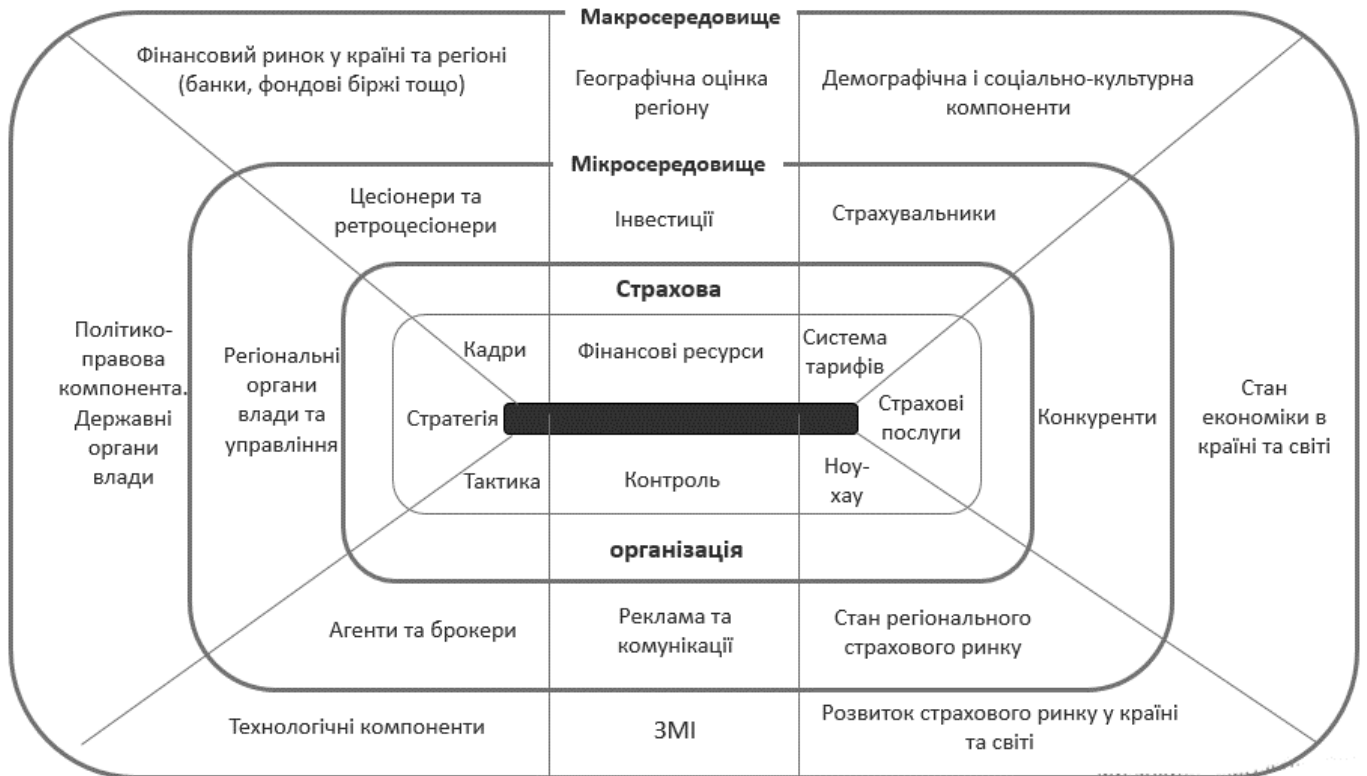 Макросередовище
Фінансовий ринок у країні та регіоні
(банки, фондові біржі тощо)
Географічна оцінка
регіону
Демографічна і соціально-культурна
компоненти
Мікросередовище
Цесіонери та
ретроцесіонери
Інвестиції
Страхувальники
Страхова
Політико-
правова
компонента.
Державні
органи
влади
Регіональні
органи
влади та
управління
Кадри
Фінансові ресурси
Система
тарифів
Стратегія
Страхові
послуги
Тактика
Контроль
Ноу-
хау
Конкуренти
Стан
економіки в
країні та світі
організація
Агенти та брокери
Реклама та
комунікації
Стан регіонального
страхового ринку
Технологічні компоненти
ЗМІ
Розвиток страхового ринку у країні
та світі